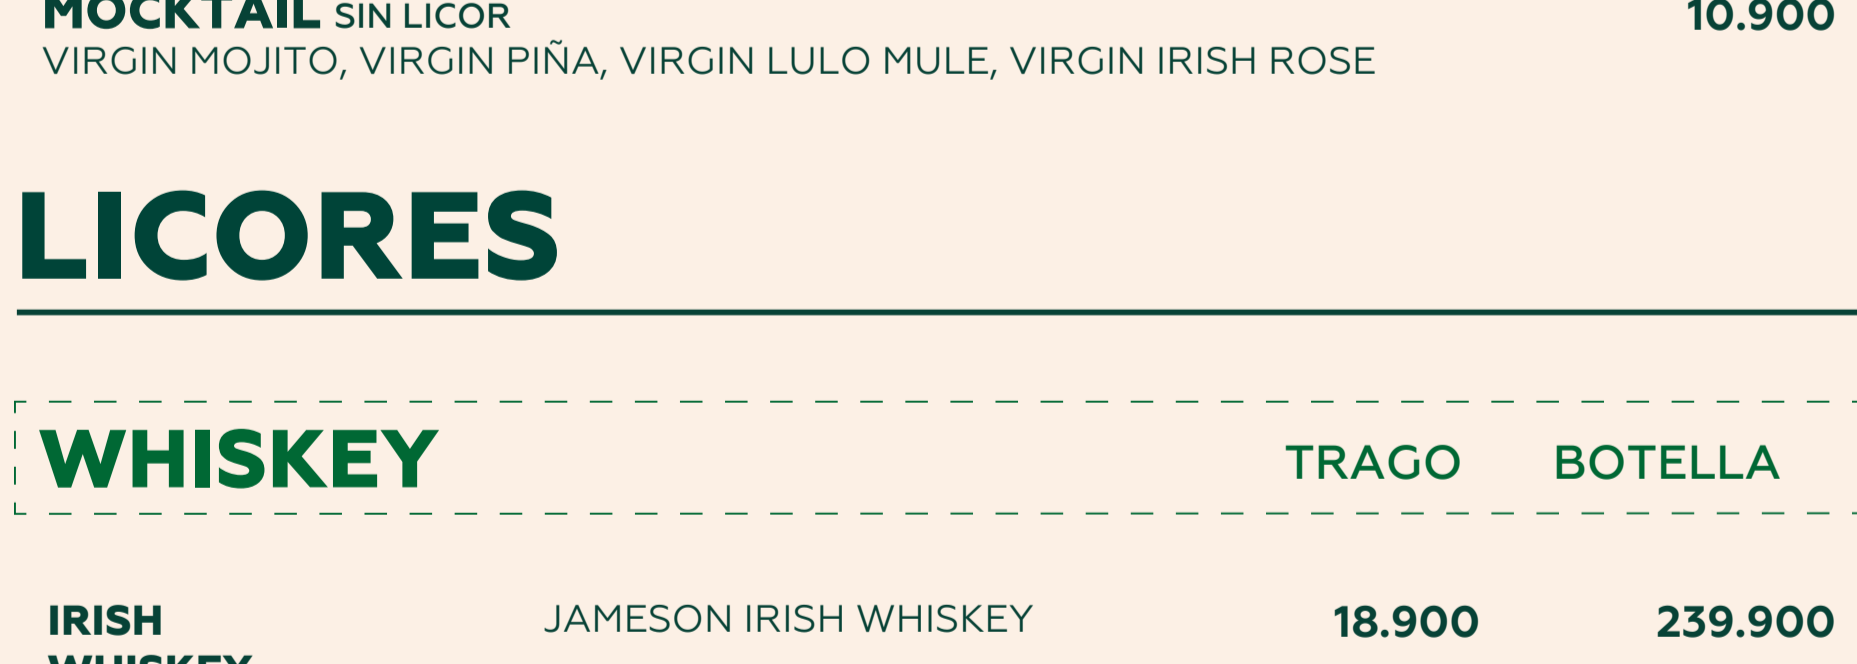 MOCKTAIL SIN LICOR 10.900
VIRGIN MOJITO, VIRGIN PIÑA, VIRGIN LULO MULE, VIRGIN IRISH ROSE
LICORES
WHISKEY TRAGO BOTELLA
IRISH JAMESON IRISH WHISKEY 18.900 239.900
WHISKEY